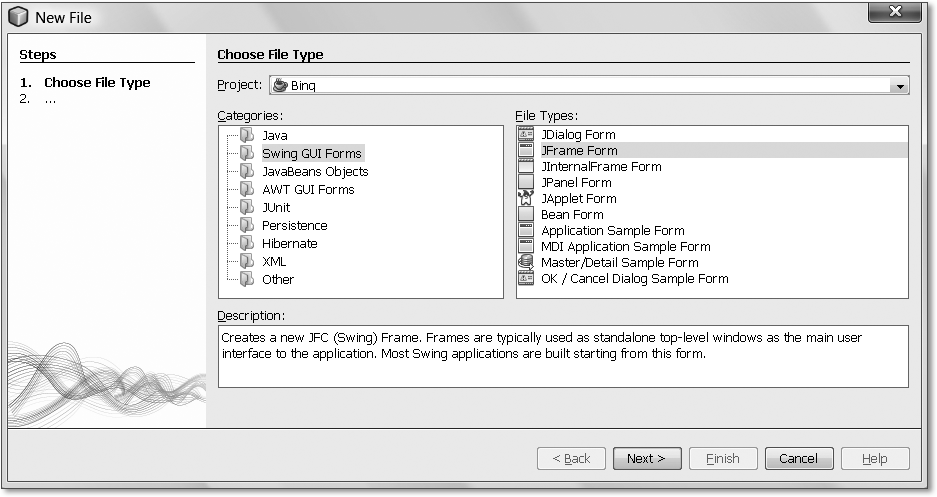 New File
Steps
1. Choose File Type
2. ...
Choose File Type
Project: Binq
Categories:
Java
Swing GUI Forms
JavaBeans Objects
AWT GUI Forms
JUnit
Persistence
Hibernate
XML
Other
File Types:
JDialog Form
JFrame Form
JInternalFrame Form
JPanel Form
JApplet Form
Bean Form
Application Sample Form
MDI Application Sample Form
Master/Detail Sample Form
OK / Cancel Dialog Sample Form
Description:
Creates a new JFC (Swing) Frame. Frames are typically used as standalone top-level windows as the main user
interface to the application. Most Swing applications are built starting from this form.
< Back Next > Finish Cancel Help